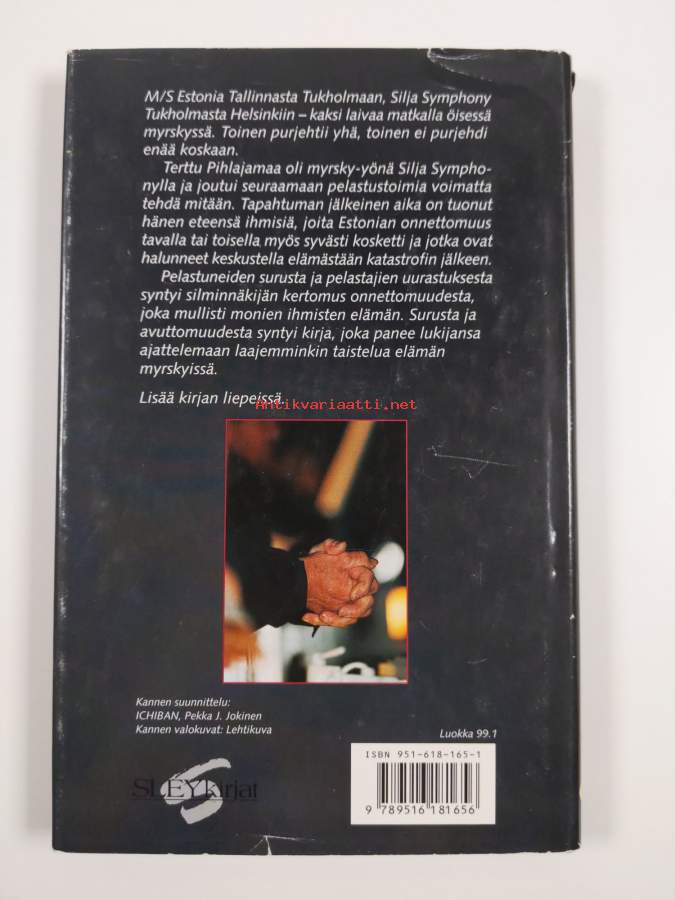 M/S Estonia Tallinnasta Tukholmaan, Silja Symphony
Tukholmasta Helsinkiin – kaksi laivaa matkalla öisessä
myrskyssä. Toinen purjehtii yhä, toinen ei purjehdi
enää koskaan.
Terttu Pihlajamaa oli myrsky-yönä Silja Sympho-
nylla ja joutui seuraamaan pelastustoimia voimatta
tehdä mitään. Tapahtuman jälkeinen aika on tuonut
hänen eteensä ihmisiä, joita Estonian onnettomuus
tavalla tai toisella myös syvästi kosketti ja jotka ovat
halunneet keskustella elämästään katastrofin jälkeen.
Pelastuneiden surusta ja pelastajien uurastuksesta
syntyi silminnäkijän kertomus onnettomuudesta,
joka mullisti monien ihmisten elämän. Surusta ja
avuttomuudesta syntyi kirja, joka panee lukijansa
ajattelemaan laajemminkin taistelua elämän
myrskyissä.
Lisää kirjan liepeissä.
Antikvariaatti.net
Kannen suunnittelu:
ICHIBAN, Pekka J. Jokinen
Kannen valokuvat: Lehtikuva
Luokka 99.1
ISBN 951-618-165-1
SLEYkirjat
9 789516 181656